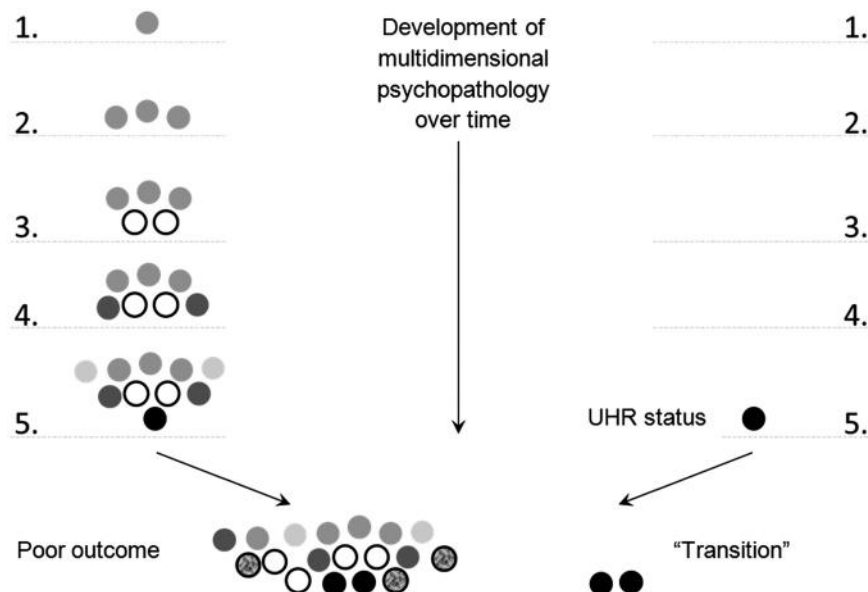 1.
Development of
multidimensional
psychopathology
over time
1.
2.
2.
3.
3.
4.
4.
5.
UHR status
5.
Poor outcome
“Transition”